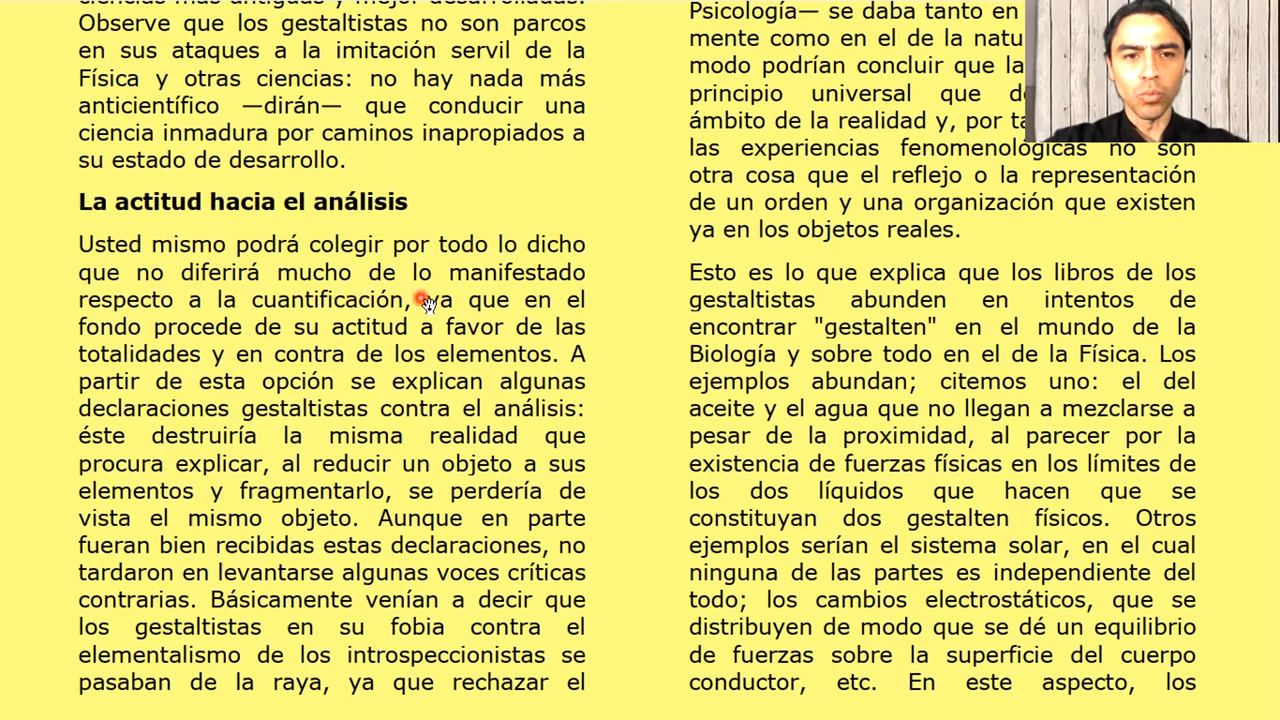 ciencias más antiguas y mejor desarrolladas.
Observe que los gestaltistas no son parcos
en sus ataques a la imitación servil de la
Física y otras ciencias: no hay nada más
anticientífico —dirán— que conducir una
ciencia inmadura por caminos inapropiados a
su estado de desarrollo.
La actitud hacia el análisis
Usted mismo podrá colegir por todo lo dicho
que no diferirá mucho de lo manifestado
respecto a la cuantificación, ya que en el
fondo procede de su actitud a favor de las
totalidades y en contra de los elementos. A
partir de esta opción se explican algunas
declaraciones gestaltistas contra el análisis:
éste destruiría la misma realidad que
procura explicar, al reducir un objeto a sus
elementos y fragmentarlo, se perdería de
vista el mismo objeto. Aunque en parte
fueran bien recibidas estas declaraciones, no
tardaron en levantarse algunas voces críticas
contrarias. Básicamente venían a decir que
los gestaltistas en su fobia contra el
elementalismo de los introspeccionistas se
pasaban de la raya, ya que rechazar el
Psicología— se daba tanto en
mente como en el de la natu
modo podrían concluir que la
principio universal que
ámbito de la realidad y, por
las experiencias fenomenológicas no son
otra cosa que el reflejo o la representación
de un orden y una organización que existen
ya en los objetos reales.
Esto es lo que explica que los libros de los
gestaltistas abunden en intentos de
encontrar "gestalten" en el mundo de la
Biología y sobre todo en el de la Física. Los
ejemplos abundan; citemos uno: el del
aceite y el agua que no llegan a mezclarse a
pesar de la proximidad, al parecer por la
existencia de fuerzas físicas en los límites de
los dos líquidos que hacen que se
constituyan dos gestalten físicos. Otros
ejemplos serían el sistema solar, en el cual
ninguna de las partes es independiente del
todo; los cambios electrostáticos, que se
distribuyen de modo que se dé un equilibrio
de fuerzas sobre la superficie del cuerpo
conductor, etc. En este aspecto, los